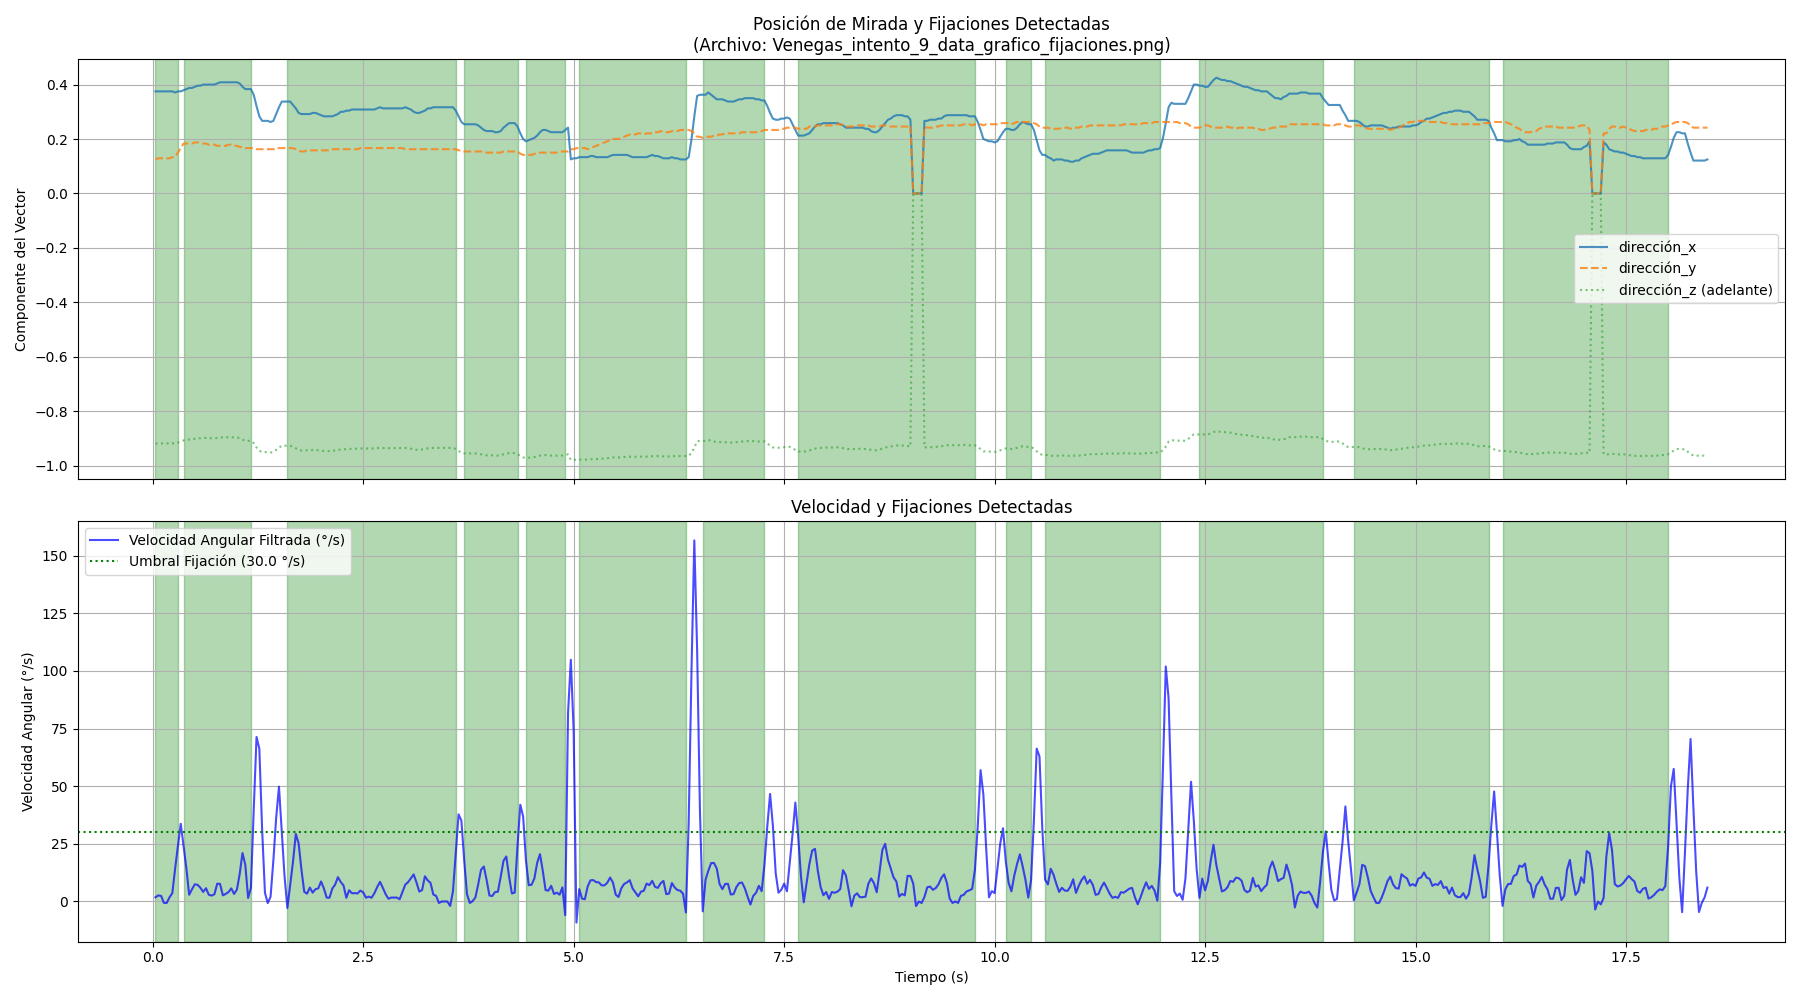 Posición de Mirada y Fijaciones Detectadas
(Archivo: Venegas_intento_9_data_grafico_fijaciones.png)
Componente del Vector
0.4
0.2
0.0
−0.2
−0.4
−0.6
−0.8
−1.0
dirección_x
dirección_y
dirección_z (adelante)
Velocidad y Fijaciones Detectadas
Velocidad Angular (°/s)
150
125
100
75
50
25
0
Velocidad Angular Filtrada (°/s)
Umbral Fijación (30.0 °/s)
0.0 2.5 5.0 7.5 10.0 12.5 15.0 17.5
Tiempo (s)